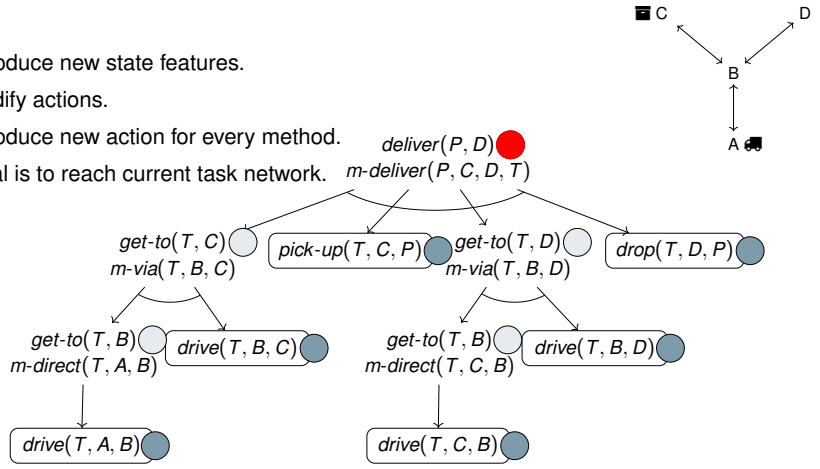 C D
oduce new state features.
B
dify actions.
oduce new action for every method.
deliver(P, D)
A
al is to reach current task network.
m-deliver(P, C, D, T)
get-to(T, C) pick-up(T, C, P) get-to(T, D) drop(T, D, P)
m-via(T, B, C) m-via(T, B, D)
get-to(T, B) drive(T, B, C) get-to(T, B) drive(T, B, D)
m-direct(T, A, B) m-direct(T, C, B)
drive(T, A, B) drive(T, C, B)